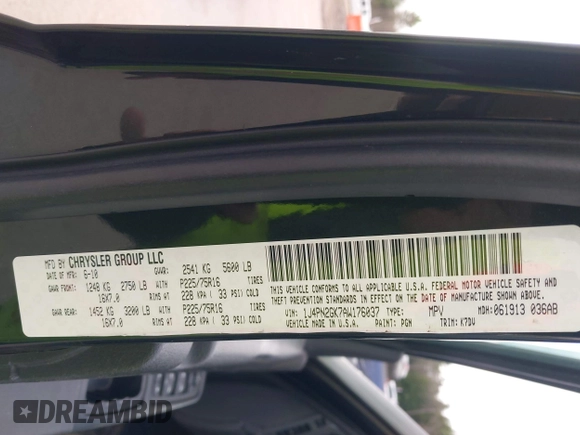 MFD BY CHRYSLER GROUP LLC
DATE OF MFR: 6-10 GVWR: 2541 KG 5600 LB
GAWR FRONT: 1248 KG 2750 LB WITH P225/75R16 TIRES
16X7.0 RIMS AT 228 KPA ( 33 PSI) COLD
GAWR REAR: 1452 KG 3200 LB WITH P225/75R16 TIRES
16X7.0 RIMS AT 228 KPA ( 33 PSI) COLD
THIS VEHICLE CONFORMS TO ALL APPLICABLE U.S.A. FEDERAL MOTOR VEHICLE SAFETY
AND THEFT PREVENTION STANDARDS IN EFFECT ON THE DATE OF MANUFACTURE SHOWN ABOVE
VIN: 1J4PN2GK7AW176037 TYPE: MPV MDH: 061913 036AB
VEHICLE MADE IN U.S.A. PAINT: PGN TRIM: K7DV
DREAMBID